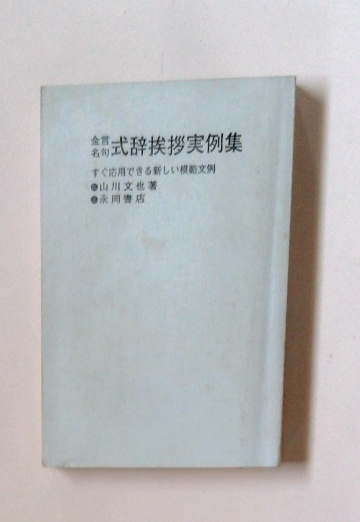 金言名句 式辞挨拶実例集
すぐ応用できる新しい模範文例
山川文也著
永岡書店